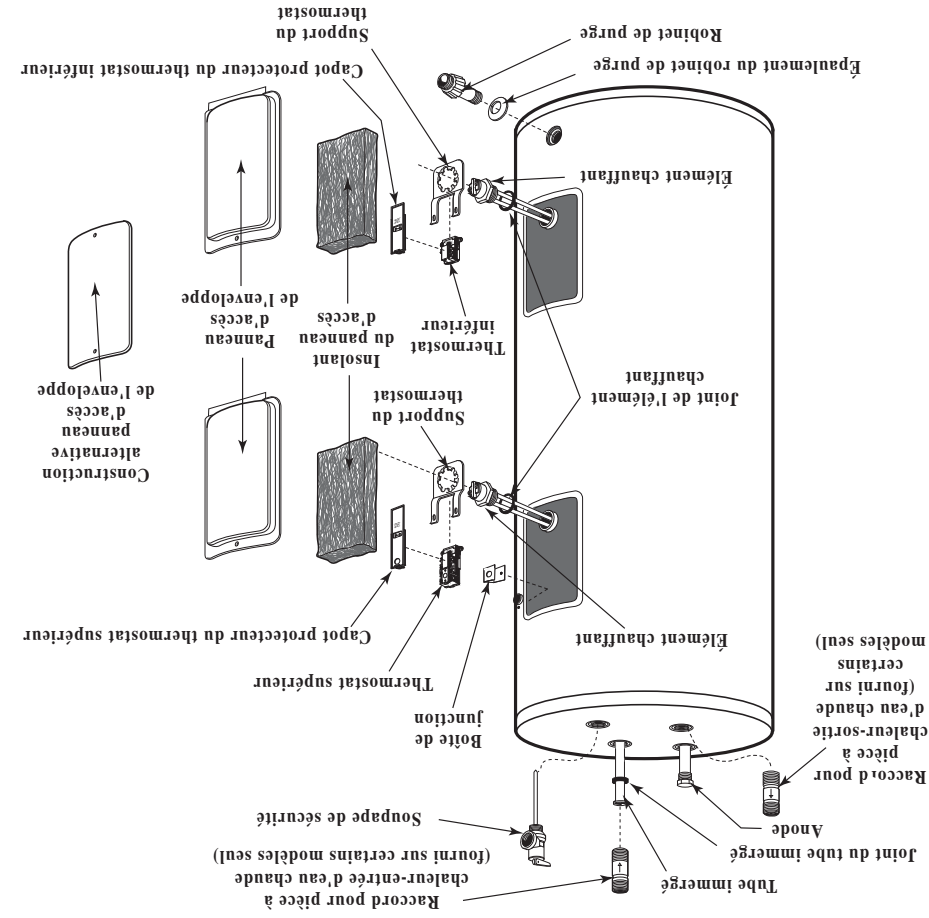 Tube immergé
Joint du tube immergé
Anode
Raccord pour
pièce à
chaleur-sortie
d'eau chaude
(fourni sur
certains
modèles seul)
Raccord pour pièce à
chaleur-entrée d'eau chaude
(fourni sur certains modèles seul)
Soupape de sécurité
Boîte de
junction
Thermostat supérieur
Élément chauffant
Capot protecteur du thermostat supérieur
Support du
thermostat
Joint de l'élément
chauffant
Construction
alternative
panneau
d'accès
de l'enveloppe
Thermostat
inférieur
Insolant
du panneau
d'accès
Panneau
d'accès
de l'enveloppe
Élément chauffant
Épaulement du robinet de purge
Robinet de purge
Capot protecteur du thermostat inférieur
Support du
thermostat